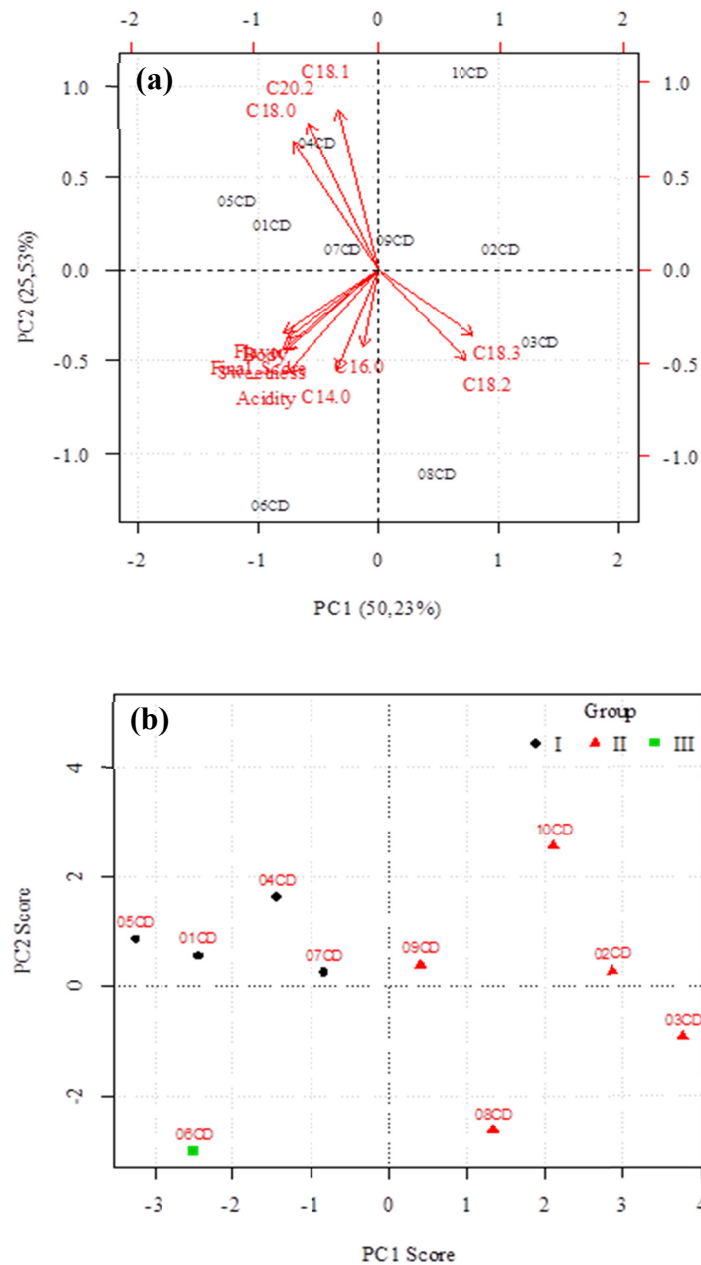 -2 -1 0 1 2
(a)
C18.1
10CD
C20.2
1.0 1.0
C18.0
04CD
0.5 0.5
05CD
01CD
09CD
07CD 02CD
0.0 0.0
03CD
C18.3
Final Score
Sweetness
C16.0
-0.5 -0.5
C18.2
Acidity C14.0
-1.0 -1.0
08CD
06CD
-2 -1 0 1 2
PC1 (50,23%)
PC2 (25,53%)
(b)
Group
I II III
4
10CD
2
04CD
05CD
01CD
07CD
09CD
02CD
0
03CD
08CD
-2
06CD
-3 -2 -1 0 1 2 3 4
PC1 Score
PC2 Score